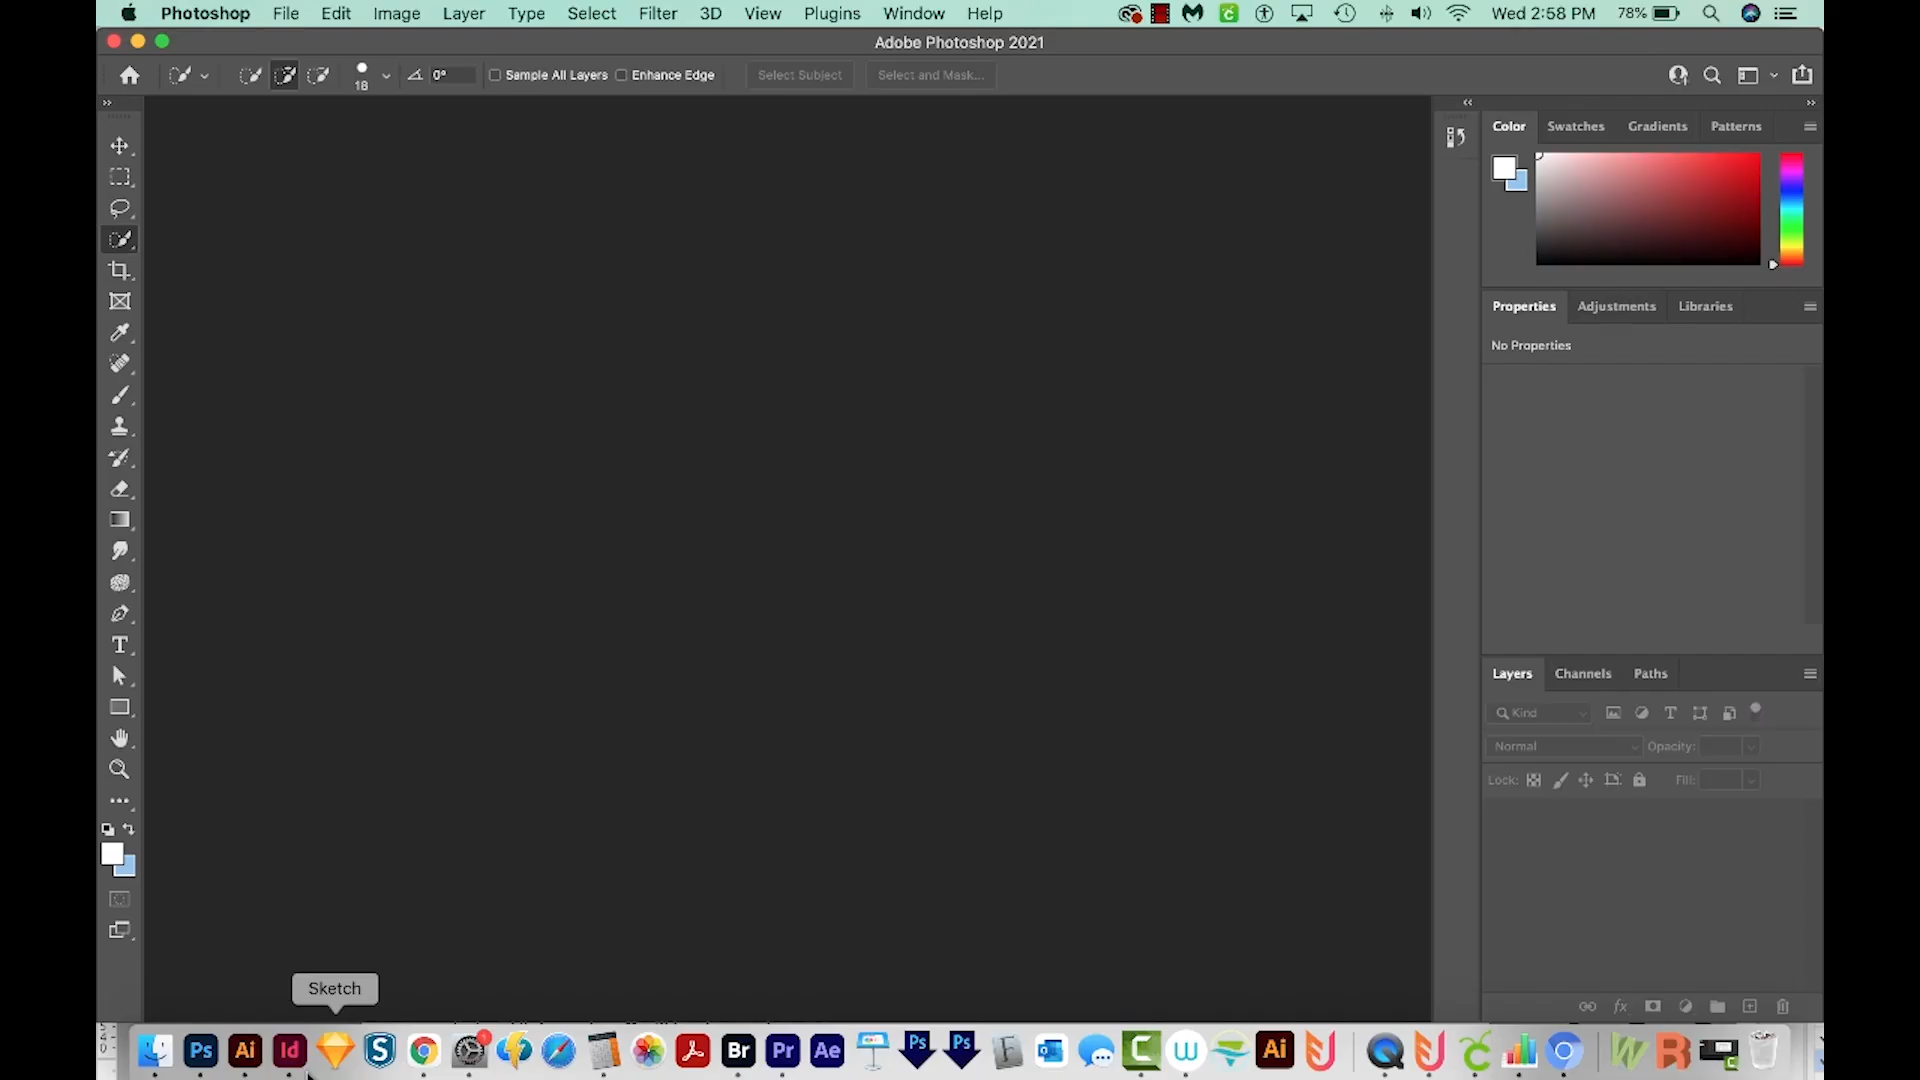 Photoshop File Edit Image Layer Type Select Filter 3D View Plugins Window Help Wed 2:58 PM 78%
Adobe Photoshop 2021
18 0° Sample All Layers Enhance Edge Select Subject Select and Mask...
Color Swatches Gradients Patterns
Properties Adjustments Libraries
No Properties
Layers Channels Paths
Kind
Normal Opacity:
Lock: Fill:
Sketch
Ps Ai Id S Br Pr Ae Ps Ps F C W Ai U U C W R